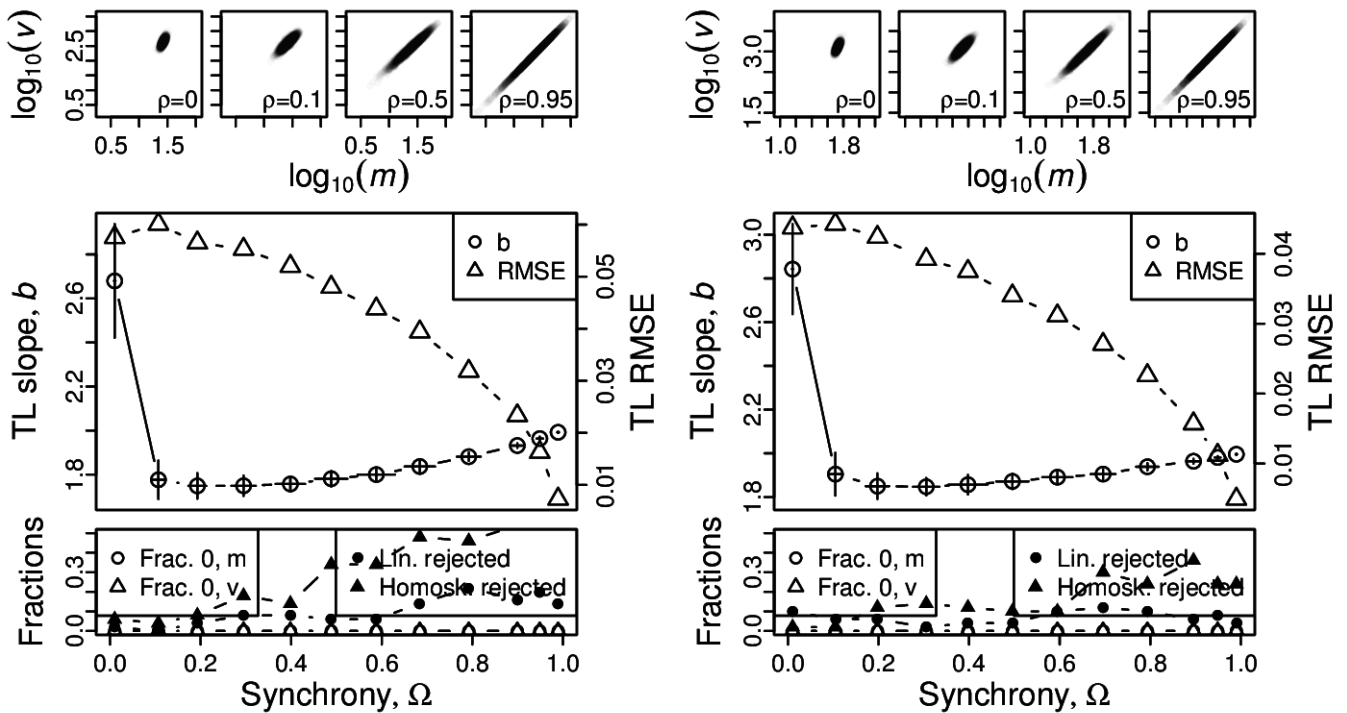 log10(v)
0.5 2.5
ρ=0 ρ=0.1 ρ=0.5 ρ=0.95
0.5 1.5 0.5 1.5
log10(m)
TL slope, b
1.8 2.2 2.6
b
RMSE
0.01 0.03 0.05
TL RMSE
Fractions
0.0 0.3
Frac. 0, m
Frac. 0, v
Lin. rejected
Homosk. rejected
0.0 0.2 0.4 0.6 0.8 1.0
Synchrony, Ω
log10(v)
1.5 3.0
ρ=0 ρ=0.1 ρ=0.5 ρ=0.95
1.0 1.8 1.0 1.8
log10(m)
TL slope, b
1.8 2.2 2.6 3.0
b
RMSE
0.01 0.02 0.03 0.04
TL RMSE
Fractions
0.0 0.3
Frac. 0, m
Frac. 0, v
Lin. rejected
Homosk. rejected
0.0 0.2 0.4 0.6 0.8 1.0
Synchrony, Ω